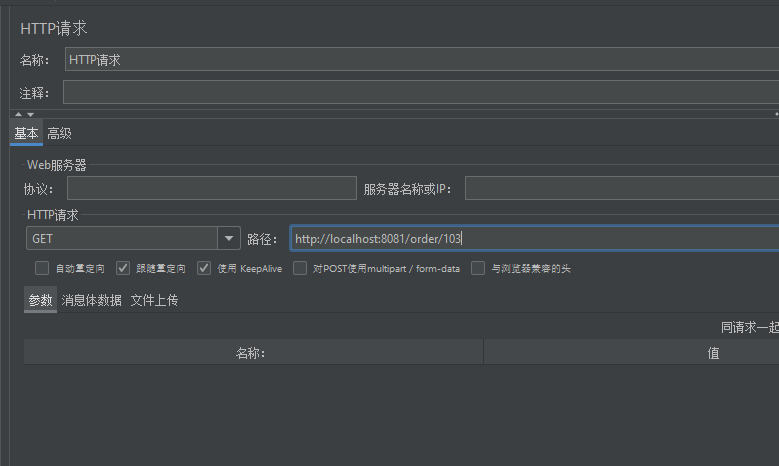 HTTP请求
名称： HTTP请求
注释：
基本 高级
Web服务器
协议： 服务器名称或IP：
HTTP请求
GET 路径： http://localhost:8081/order/103
自动重定向 跟随重定向 使用 KeepAlive 对POST使用multipart / form-data 与浏览器兼容的头
参数 消息体数据 文件上传
同请求一起
名称： 值